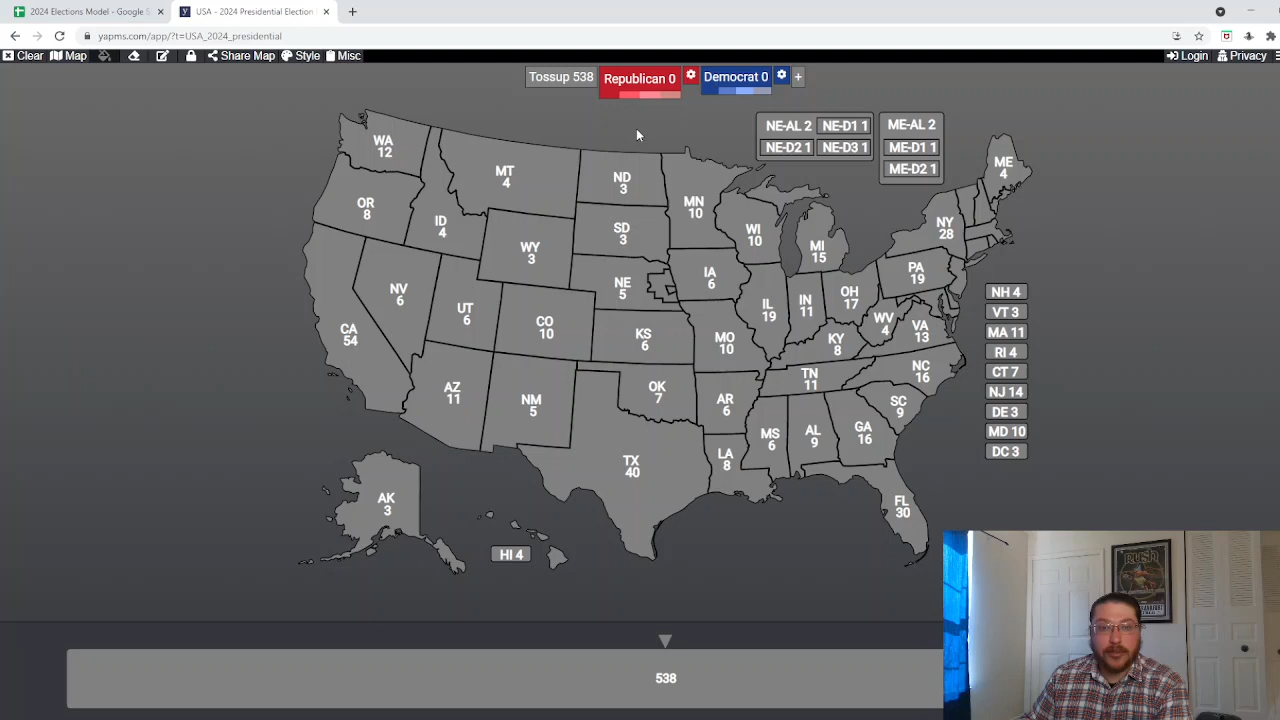 2024 Elections Model - Google S
USA - 2024 Presidential Election
yapms.com/app/?t=USA_2024_presidential
Clear Map Share Map Style Misc Login Privacy
Tossup 538 Republican 0 Democrat 0 +
NE-AL 2 NE-D1 1
NE-D2 1 NE-D3 1
ME-AL 2
ME-D1 1
ME-D2 1
WA
12
OR
8
ID
4
MT
4
WY
3
ND
3
SD
3
NE
5
MN
10
WI
10
MI
15
IA
6
IL
19
IN
11
OH
17
PA
19
NY
28
ME
4
CA
54
NV
6
UT
6
CO
10
KS
6
MO
10
KY
8
WV
4
VA
13
AZ
11
NM
5
OK
7
AR
6
TN
11
NC
16
SC
9
TX
40
LA
8
MS
6
AL
9
GA
16
FL
30
AK
3
HI 4
NH 4
VT 3
MA 11
RI 4
CT 7
NJ 14
DE 3
MD 10
DC 3
538
RUSH